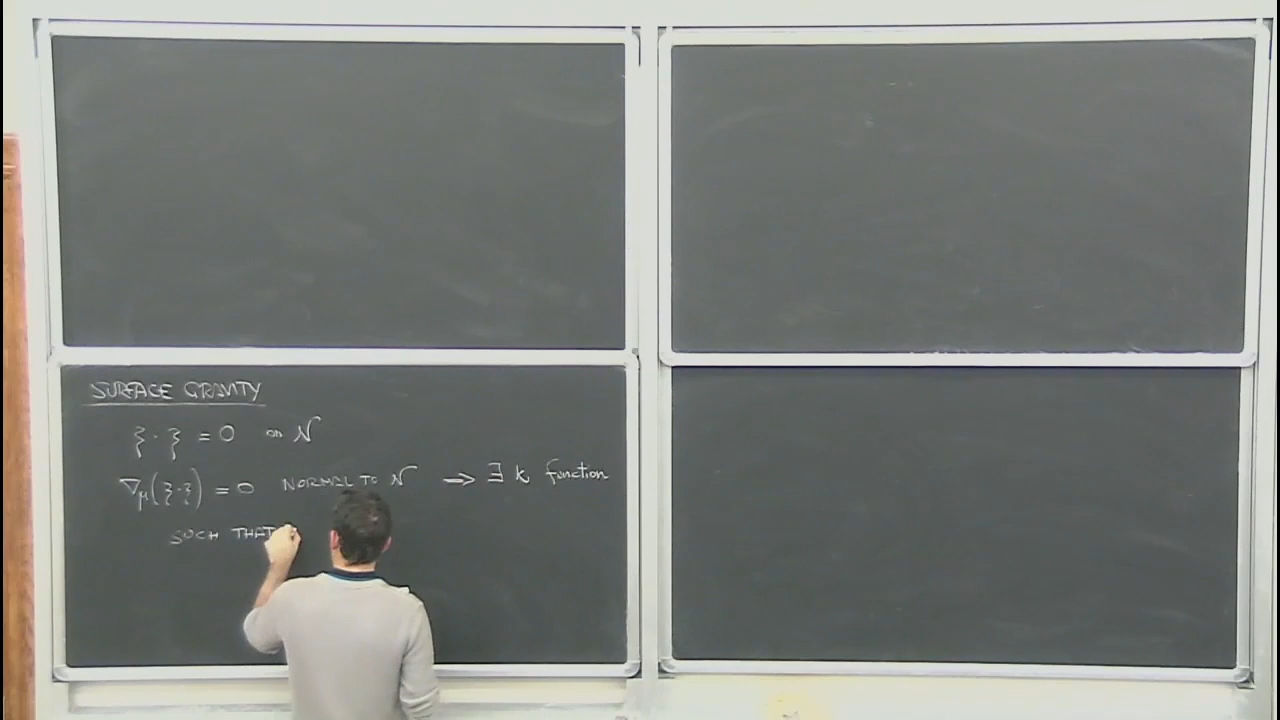 SURFACE GRAVITY
ξ · ξ = 0 on N
∇μ(ξ·ξ) = 0 NORMAL TO N ⟹ ∃ k function
SUCH THAT